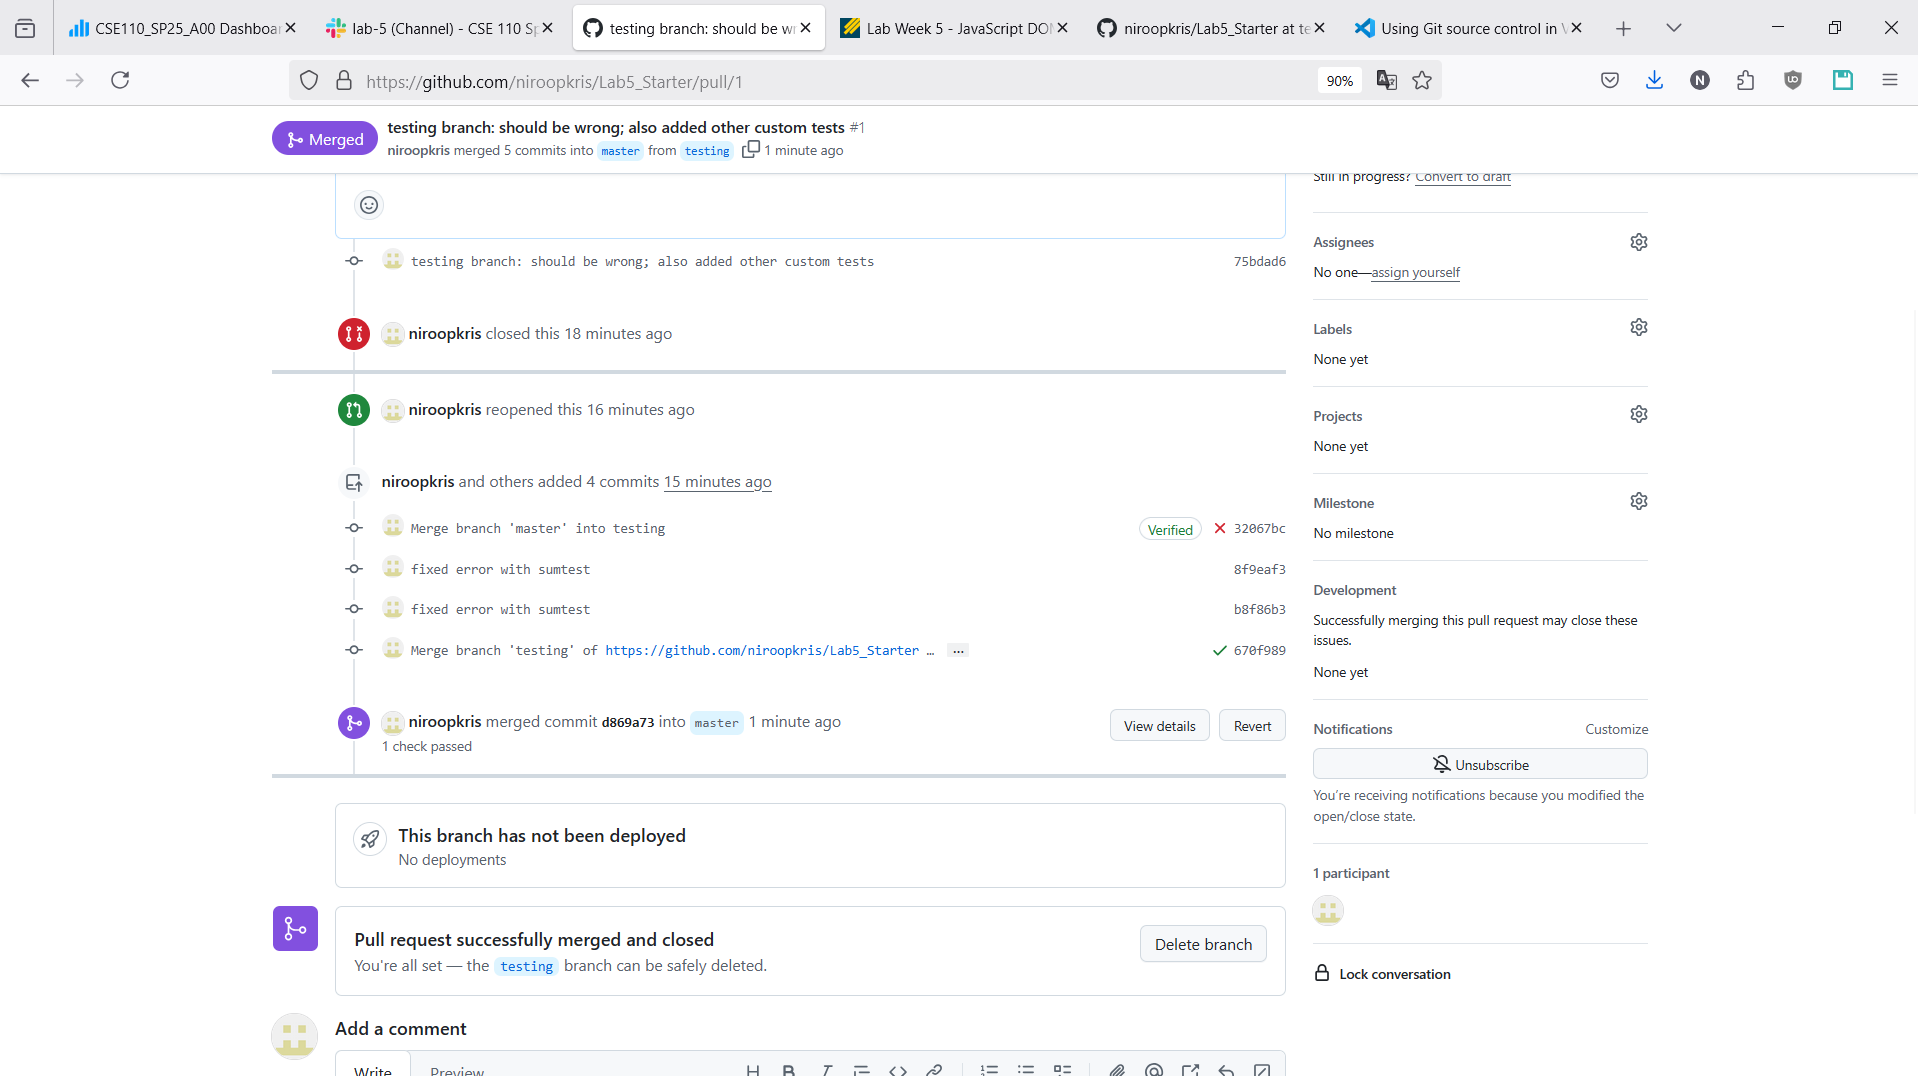 CSE110_SP25_A00 Dashboar
lab-5 (Channel) - CSE 110 Sp
testing branch: should be wr
Lab Week 5 - JavaScript DOM
niroopkris/Lab5_Starter at te
Using Git source control in V
https://github.com/niroopkris/Lab5_Starter/pull/1
90%
N
Merged
testing branch: should be wrong; also added other custom tests #1
niroopkris merged 5 commits into master from testing 1 minute ago
Still in progress? Convert to draft
testing branch: should be wrong; also added other custom tests 75bdad6
niroopkris closed this 18 minutes ago
niroopkris reopened this 16 minutes ago
niroopkris and others added 4 commits 15 minutes ago
Merge branch 'master' into testing Verified 32067bc
fixed error with sumtest 8f9eaf3
fixed error with sumtest b8f86b3
Merge branch 'testing' of https://github.com/niroopkris/Lab5_Starter … ... 670f989
niroopkris merged commit d869a73 into master 1 minute ago View details Revert
1 check passed
This branch has not been deployed
No deployments
Pull request successfully merged and closed
You're all set — the testing branch can be safely deleted.
Delete branch
Add a comment
Write Preview
Assignees
No one—assign yourself
Labels
None yet
Projects
None yet
Milestone
No milestone
Development
Successfully merging this pull request may close these
issues.
None yet
Notifications Customize
Unsubscribe
You're receiving notifications because you modified the
open/close state.
1 participant
Lock conversation